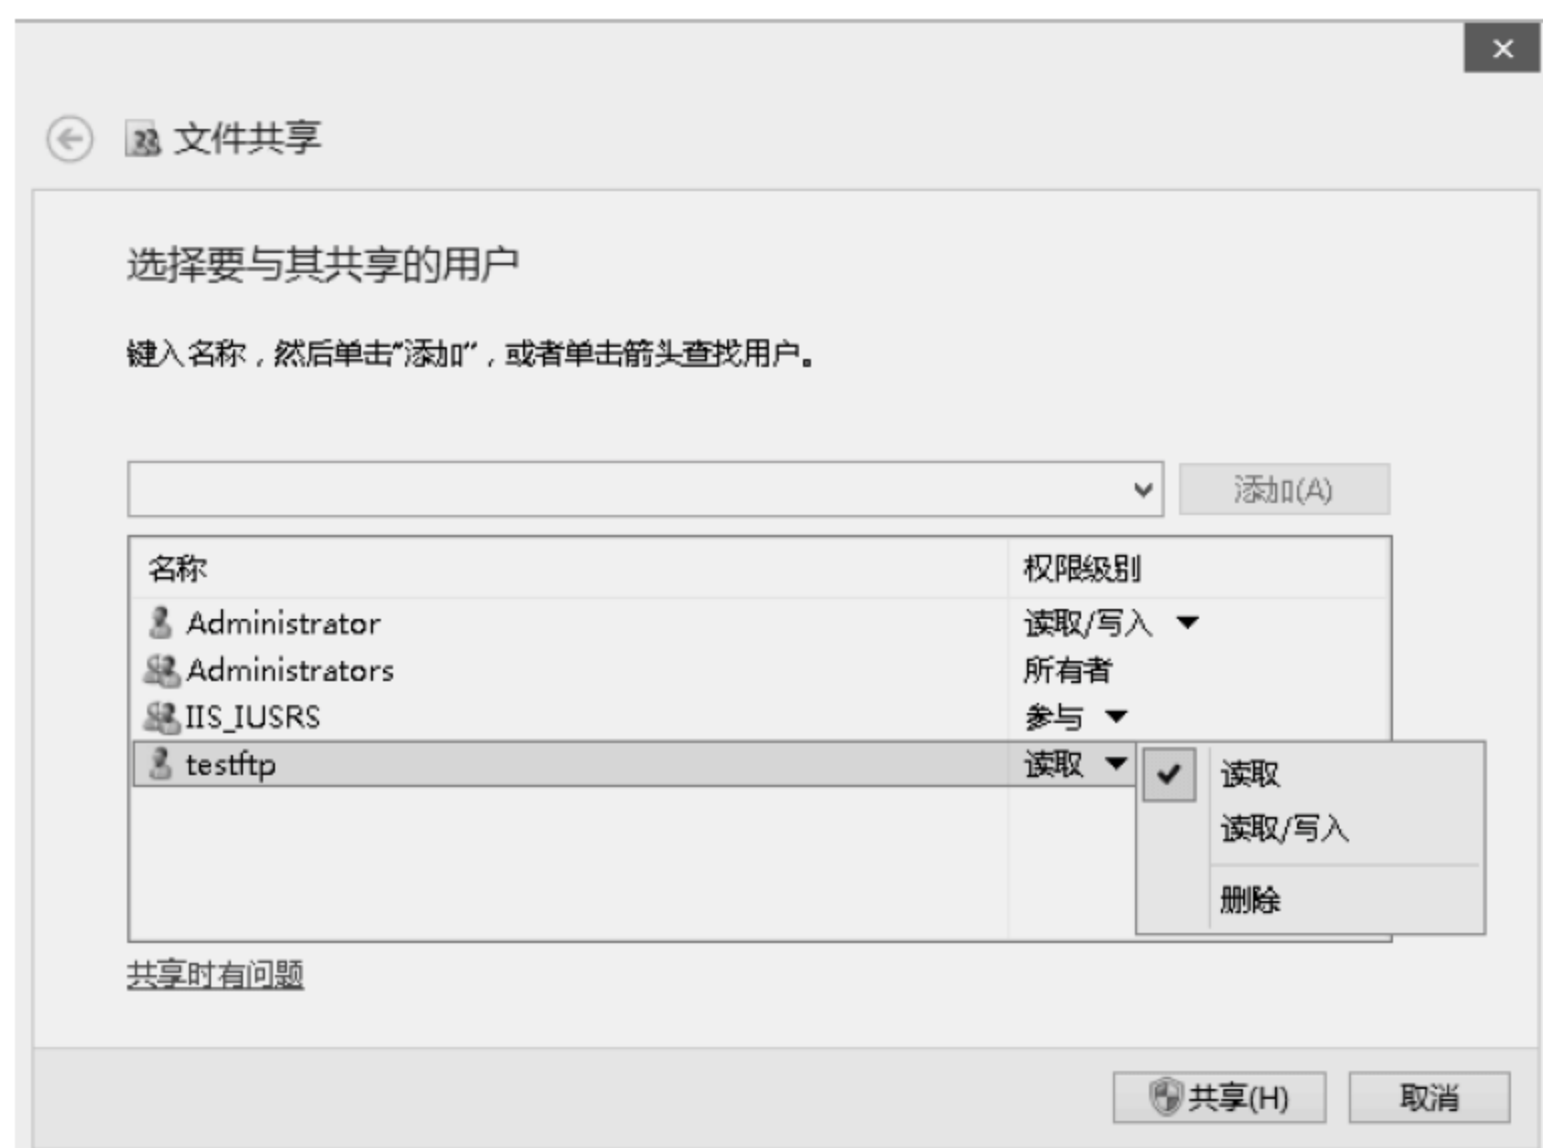 文件共享
选择要与其共享的用户
键入名称，然后单击"添加"，或者单击箭头查找用户。
添加(A)
名称 权限级别
Administrator 读取/写入
Administrators 所有者
IIS_IUSRS 参与
testftp 读取
读取
读取/写入
删除
共享时有问题
共享(H) 取消